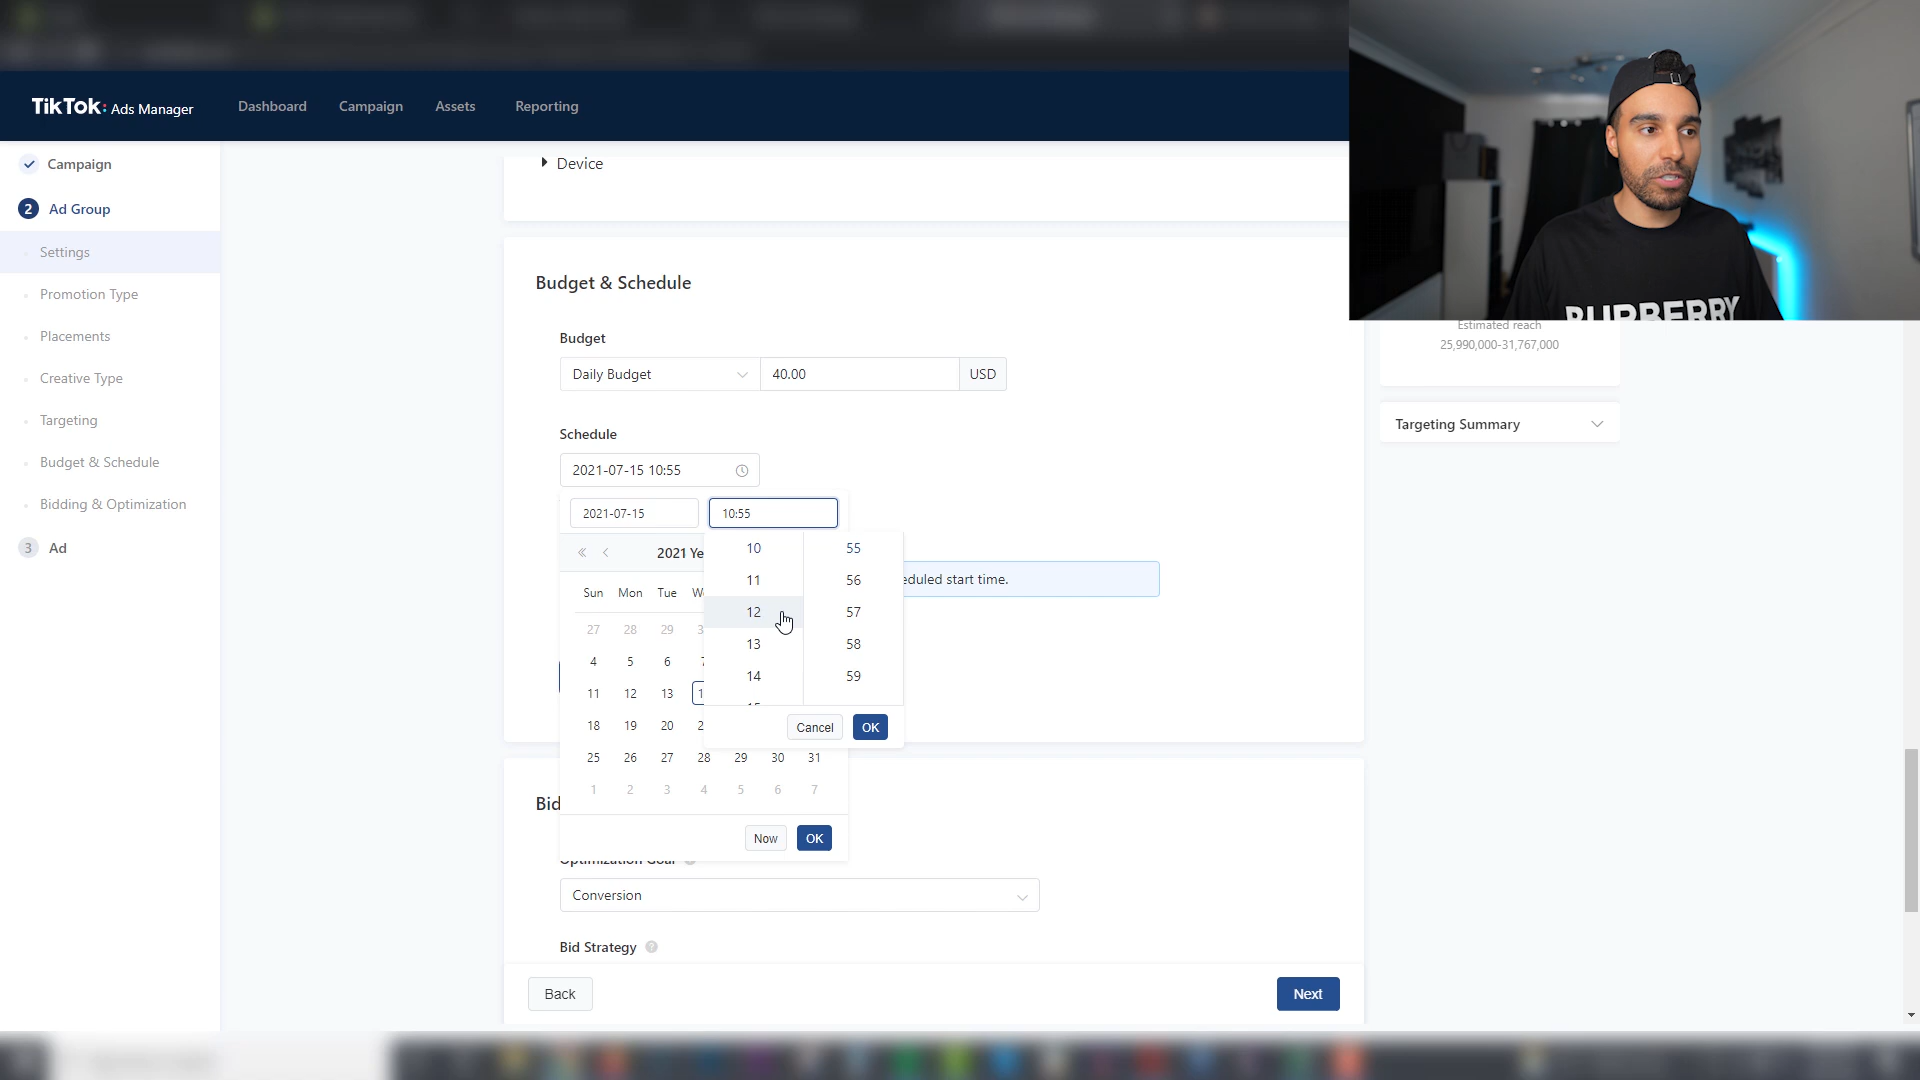 TikTok: Ads Manager
Dashboard
Campaign
Assets
Reporting
Campaign
2 Ad Group
Settings
Promotion Type
Placements
Creative Type
Targeting
Budget & Schedule
Bidding & Optimization
3 Ad
Device
Budget & Schedule
Budget
Daily Budget
40.00
USD
Schedule
2021-07-15 10:55
2021-07-15
10:55
2021 Ye
10 55
11 56
12 57
13 58
14 59
Cancel
OK
eduled start time.
Sun Mon Tue
27 28 29
4 5 6
11 12 13
18 19 20
25 26 27 28 29 30 31
1 2 3 4 5 6 7
Now
OK
Bid
Optimization Goal
Conversion
Bid Strategy
Back
Next
BURBERRY
Estimated reach
25,990,000-31,767,000
Targeting Summary